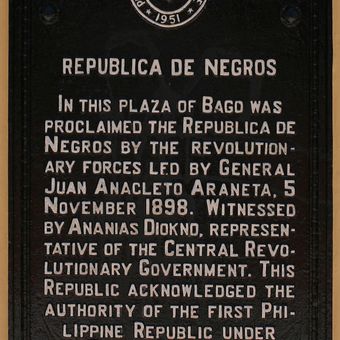 1951
REPUBLICA DE NEGROS
IN THIS PLAZA OF BAGO WAS
PROCLAIMED THE REPUBLICA DE
NEGROS BY THE REVOLUTION-
ARY FORCES LED BY GENERAL
JUAN ANACLETO ARANETA, 5
NOVEMBER 1898. WITNESSED
BY ANANIAS DIOKNO, REPRESEN-
TATIVE OF THE CENTRAL REVO-
LUTIONARY GOVERNMENT. THIS
REPUBLIC ACKNOWLEDGED THE
AUTHORITY OF THE FIRST PHI-
LIPPINE REPUBLIC UNDER